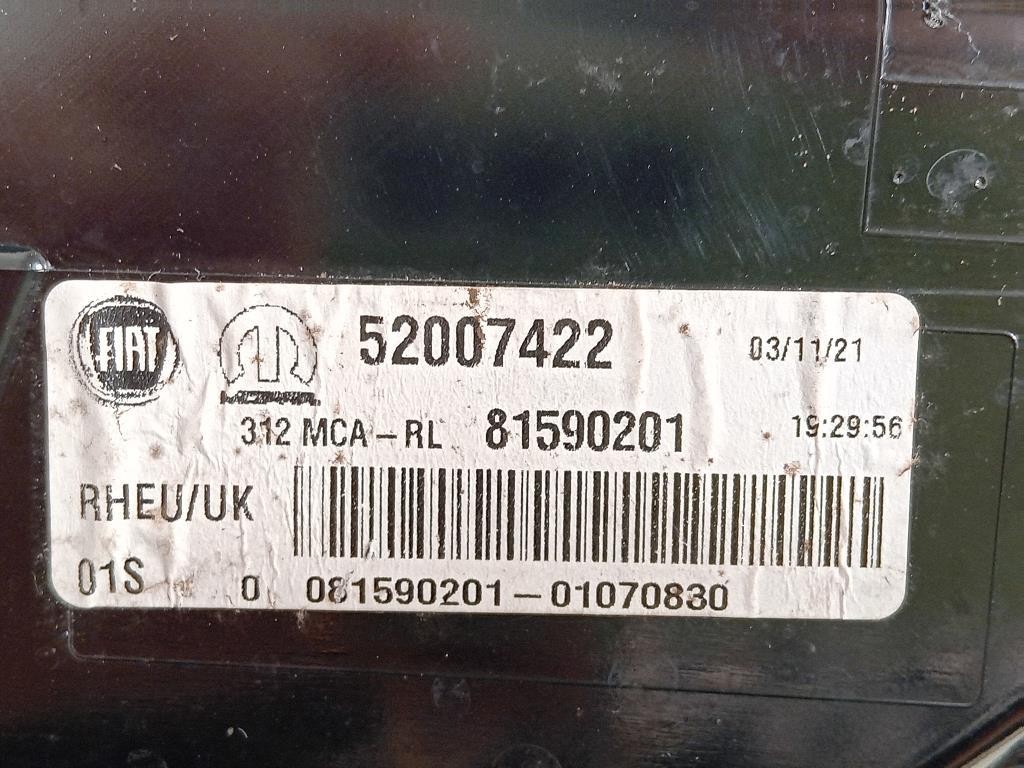 FIAT 52007422 03/11/21
312 MCA-RL 81590201 19:29:56
RHEU/UK
01S 0 081590201-01070830